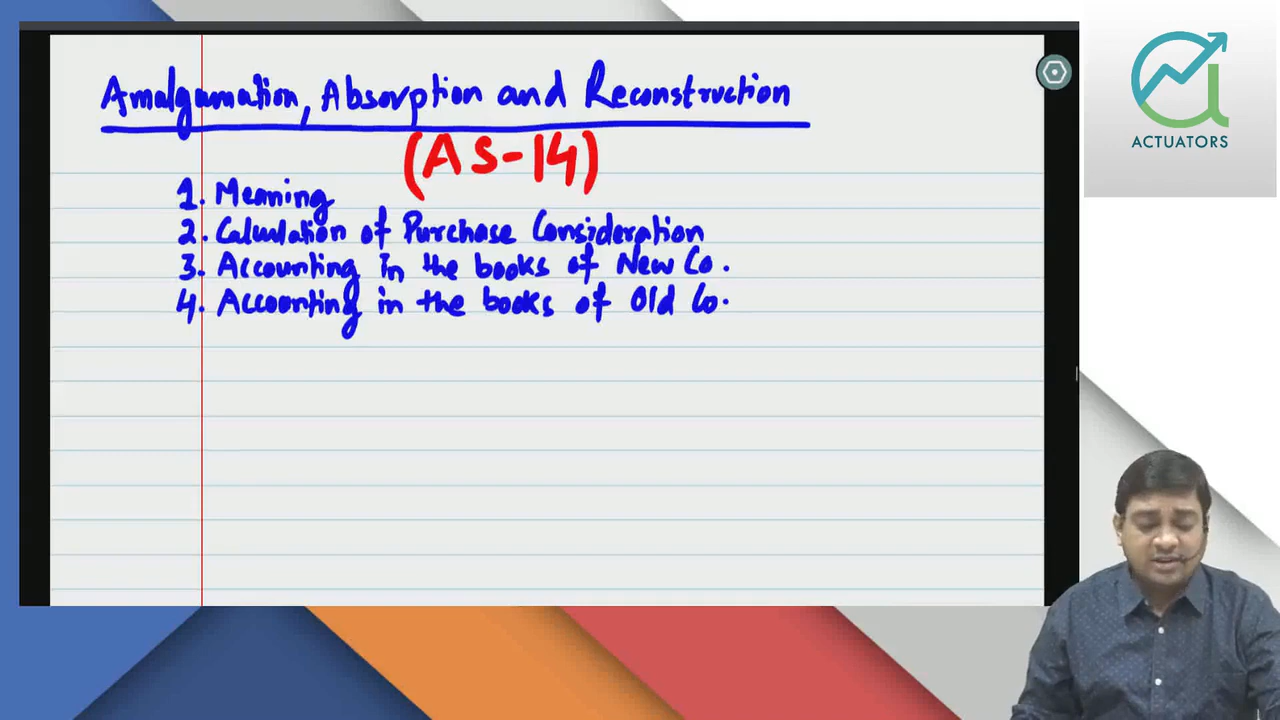 Amalgamation, Absorption and Reconstruction
(AS-14)
1. Meaning
2. Calculation of Purchase Consideration
3. Accounting in the books of New Co.
4. Accounting in the books of Old Co.
ACTUATORS